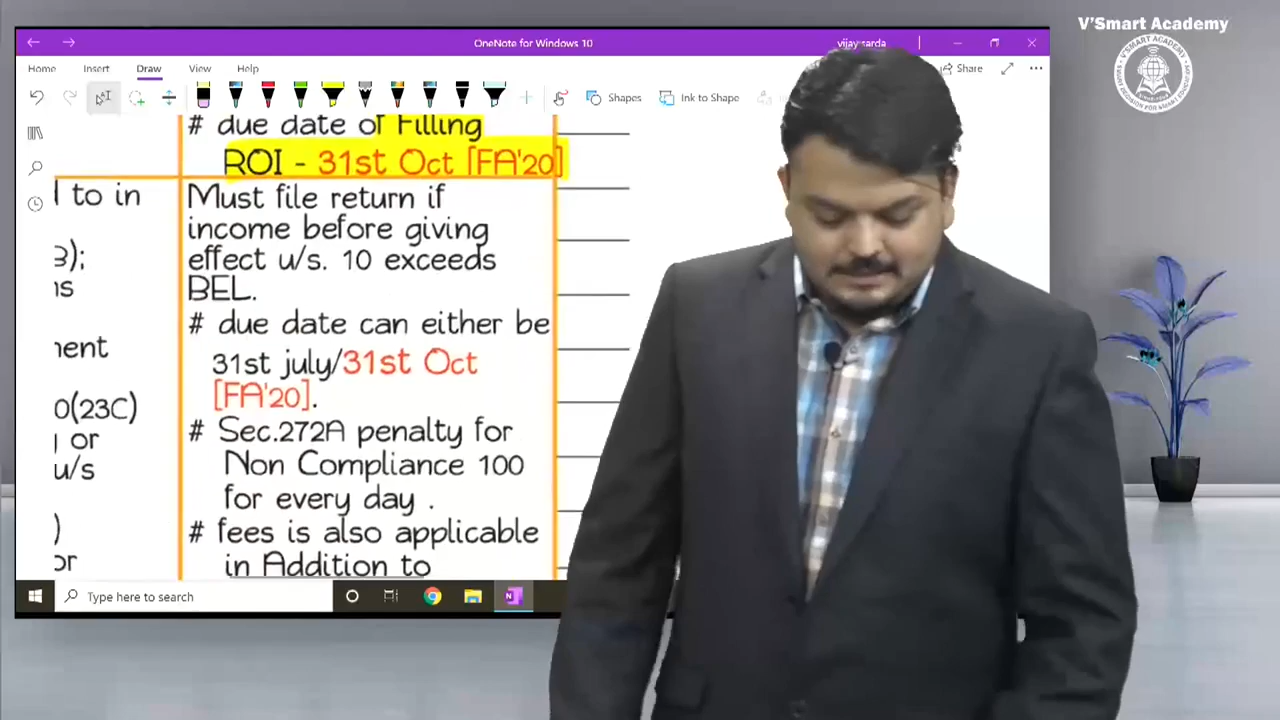 V'Smart Academy
OneNote for Windows 10
vijay sarda
Home Insert Draw View Help
Share
Shapes Ink to Shape
# due date of Filling
ROI - 31st Oct [FA'20]
Must file return if
income before giving
effect u/s. 10 exceeds
BEL.
# due date can either be
31st july/31st Oct
[FA'20].
# Sec.272A penalty for
Non Compliance 100
for every day .
# fees is also applicable
in Addition to
to in
0(23C)
or
u/s
or
Type here to search